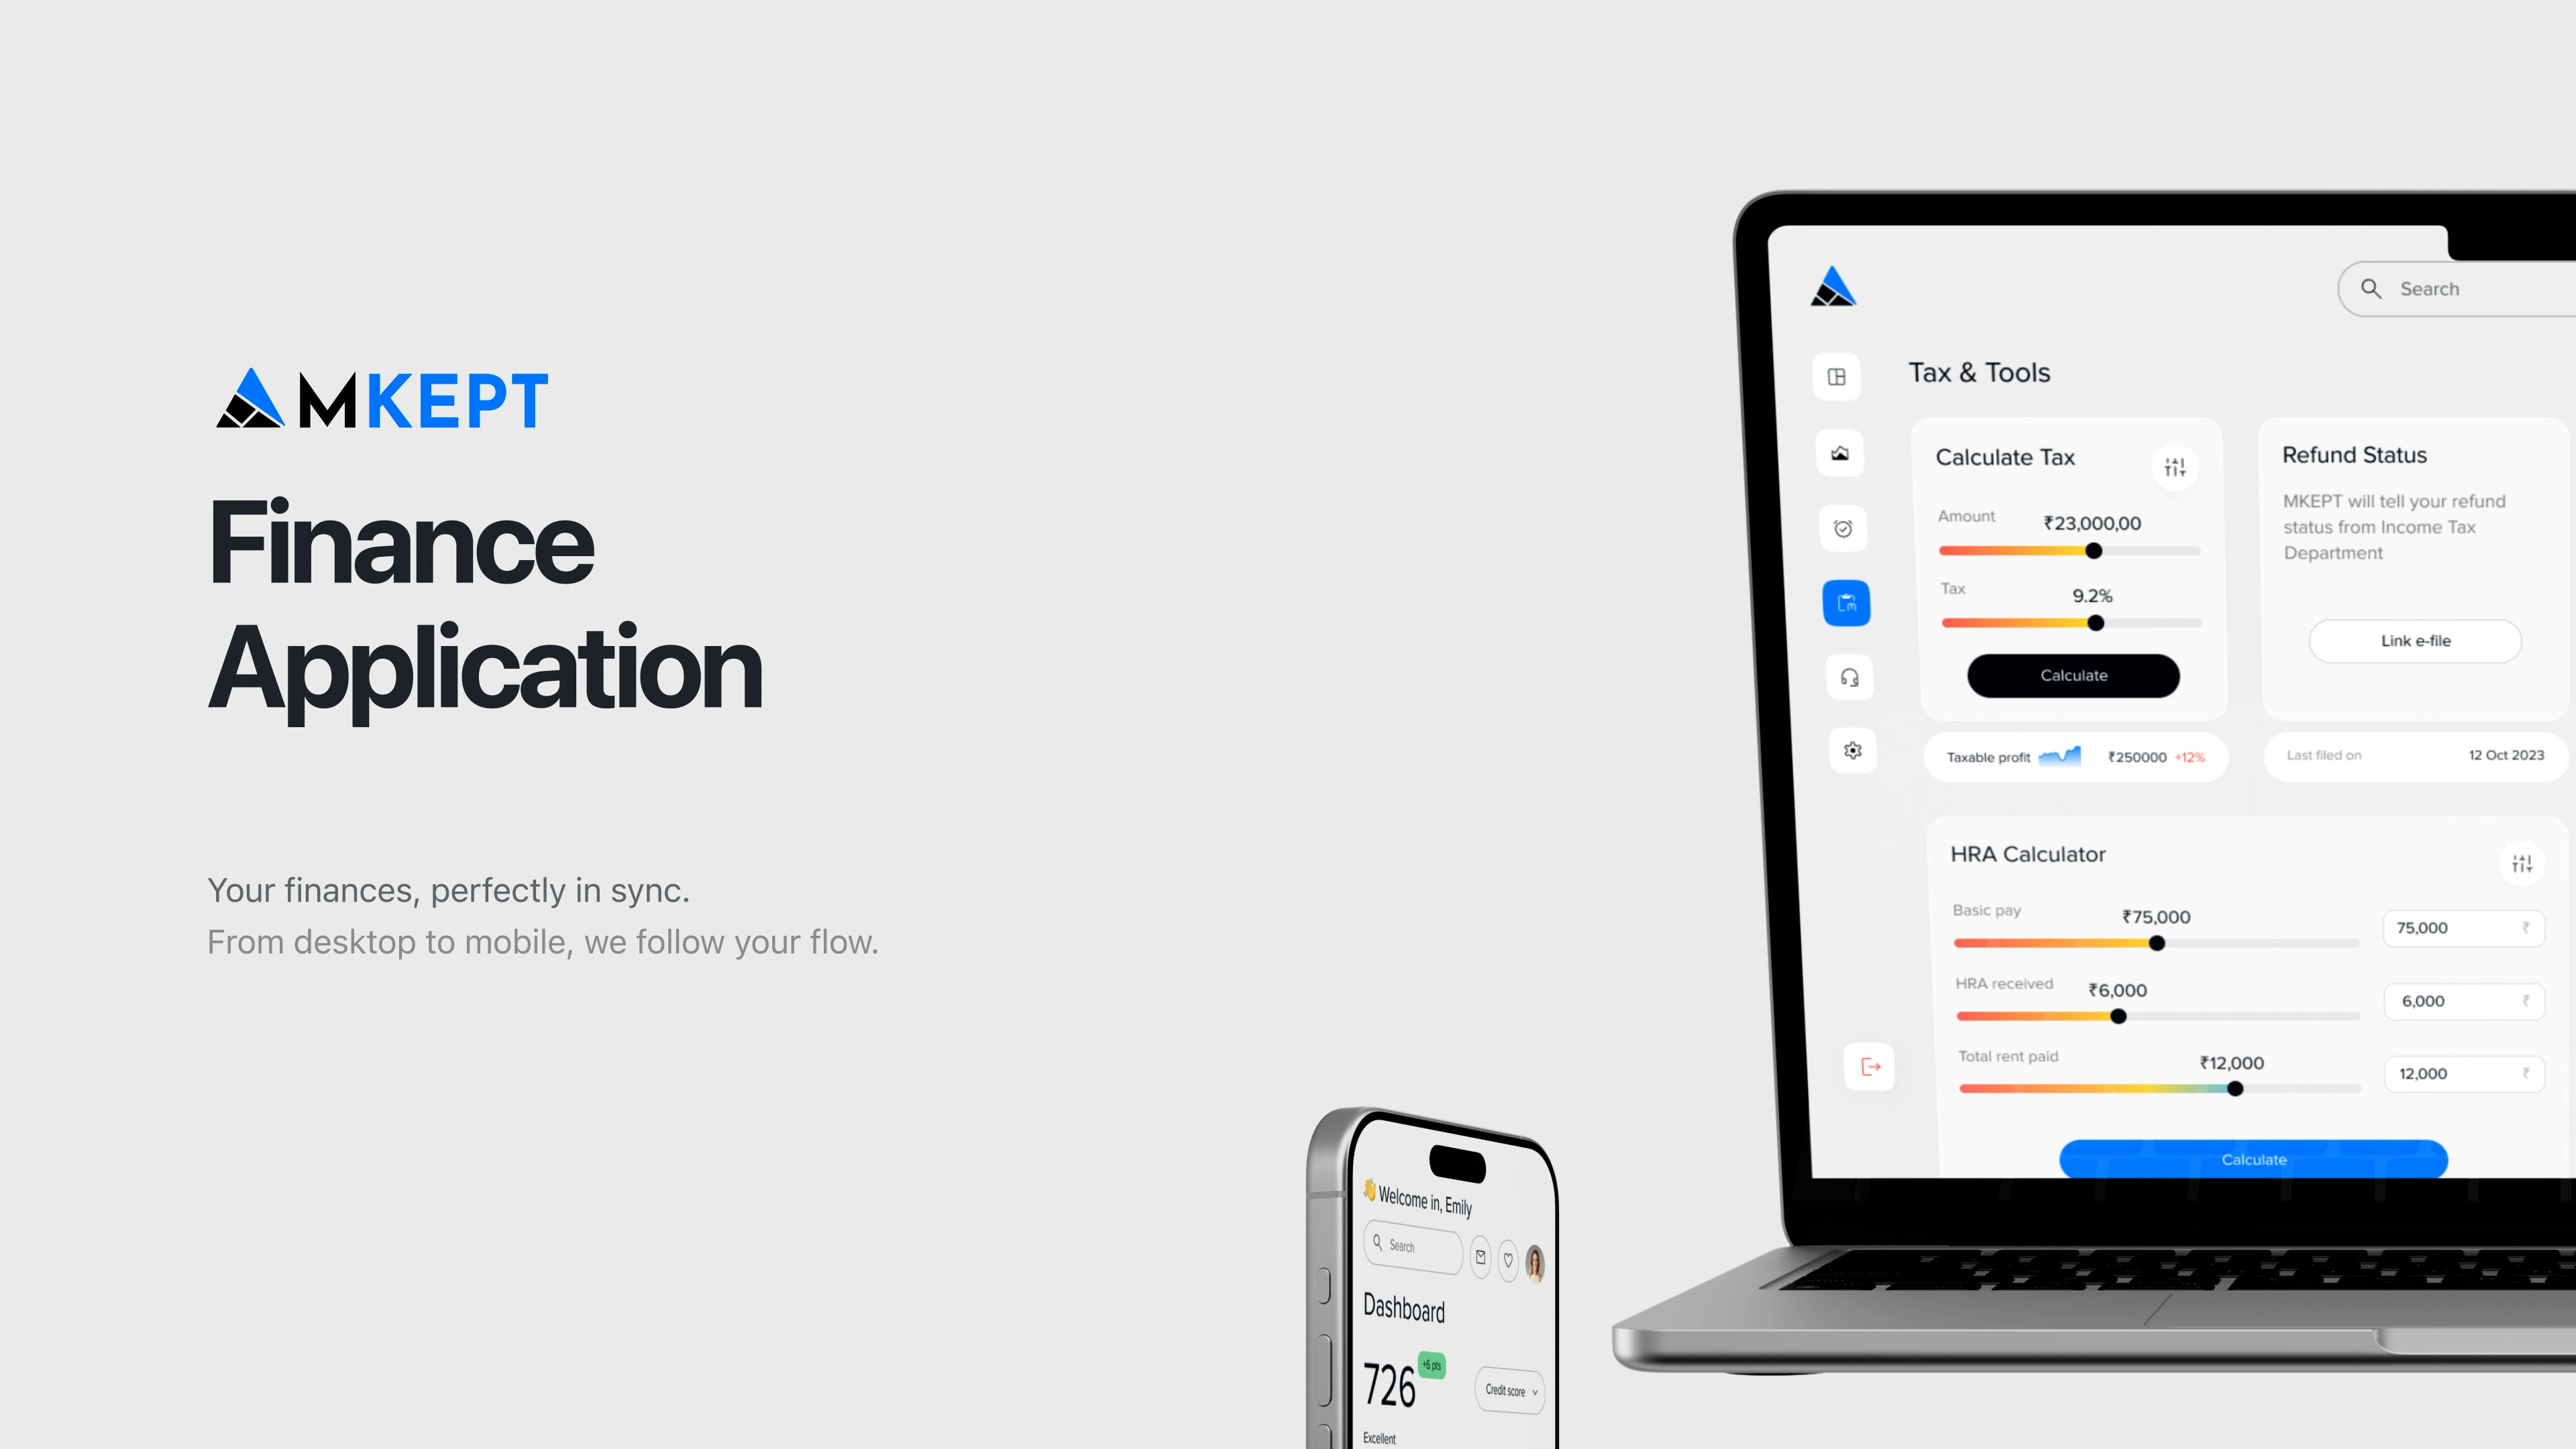 MKEPT
Finance
Application
Your finances, perfectly in sync.
From desktop to mobile, we follow your flow.
Search
Tax & Tools
Calculate Tax
Amount
₹23,000,00
Tax
9.2%
Calculate
Taxable profit
₹250000 +12%
Refund Status
MKEPT will tell your refund
status from Income Tax
Department
Link e-file
Last filed on
12 Oct 2023
HRA Calculator
Basic pay
₹75,000
75,000 ₹
HRA received
₹6,000
6,000 ₹
Total rent paid
₹12,000
12,000 ₹
Calculate
👋 Welcome in, Emily
Search
Dashboard
726
+6 pts
Credit score
Excellent